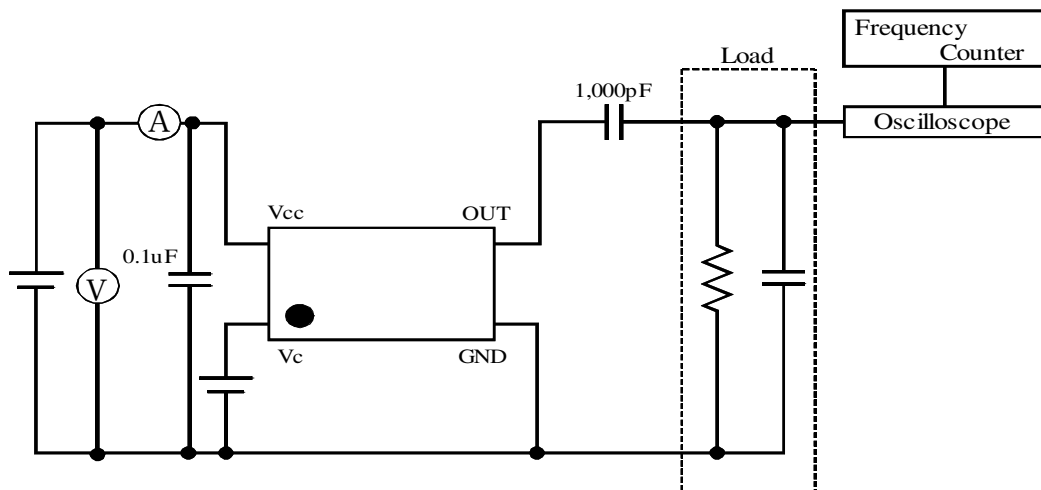 Frequency
Counter
Load
1,000pF
Oscilloscope
A
Vcc
OUT
0.1uF
V
Vc
GND